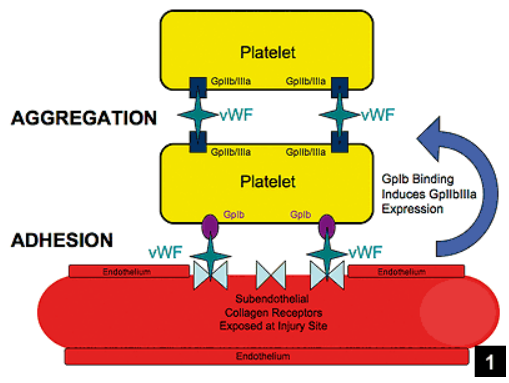 Platelet
GpIIb/IIIa GpIIb/IIIa
AGGREGATION
vWF vWF
GpIIb/IIIa GpIIb/IIIa
Platelet
GpIb Binding
Induces GpIIbIIIa
Expression
GpIb GpIb
ADHESION
vWF vWF
Endothelium Endothelium
Subendothelial
Collagen Receptors
Exposed at Injury Site
Endothelium
1